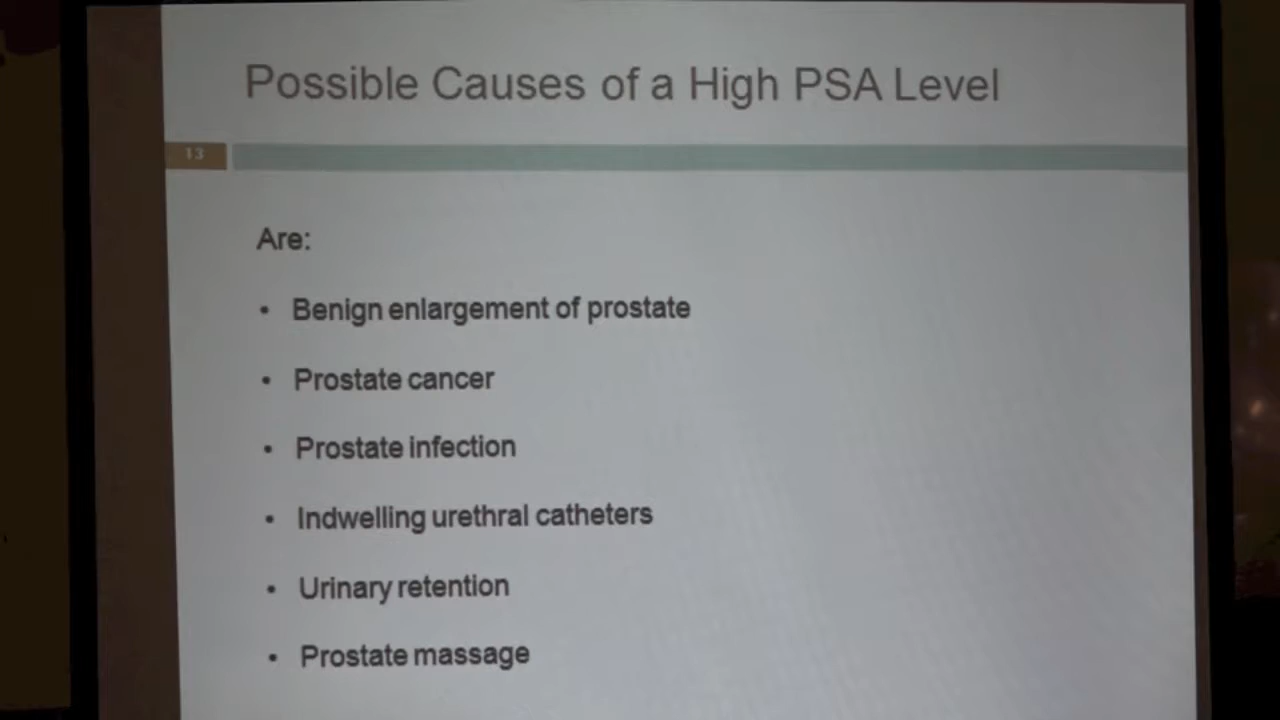 Possible Causes of a High PSA Level
13
Are:
• Benign enlargement of prostate
• Prostate cancer
• Prostate infection
• Indwelling urethral catheters
• Urinary retention
• Prostate massage